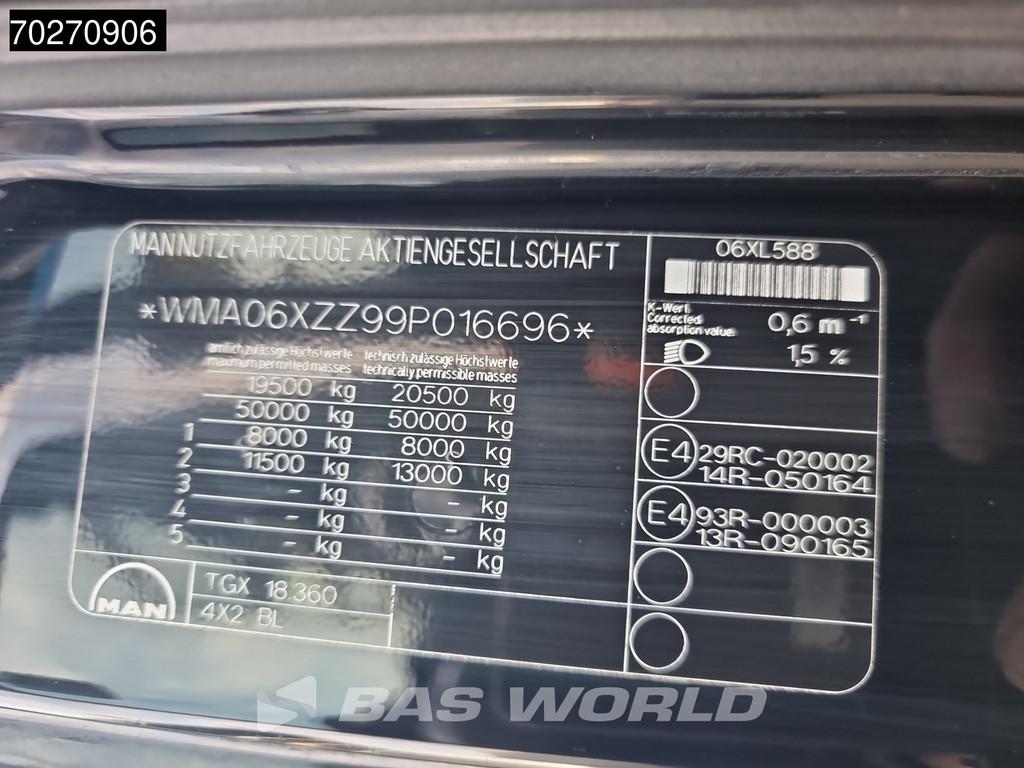 70270906
MAN NUTZFAHRZEUGE AKTIENGESELLSCHAFT
*WMA06XZZ99P016696*
amtlich zulässige Höchstwerte technisch zulässige Höchstwerte
maximum permitted masses technically permissible masses
19500 kg 20500 kg
50000 kg 50000 kg
1 8000 kg 8000 kg
2 11500 kg 13000 kg
3 - kg - kg
4 - kg - kg
5 - kg - kg
MAN
TGX 18.360
4X2 BL
06XL588
K-Wert:
Corrected
absorption value:
0,6 m⁻¹
1,5 %
E4 29RC-020002
14R-050164
E4 93R-000003
13R-090165
BAS WORLD